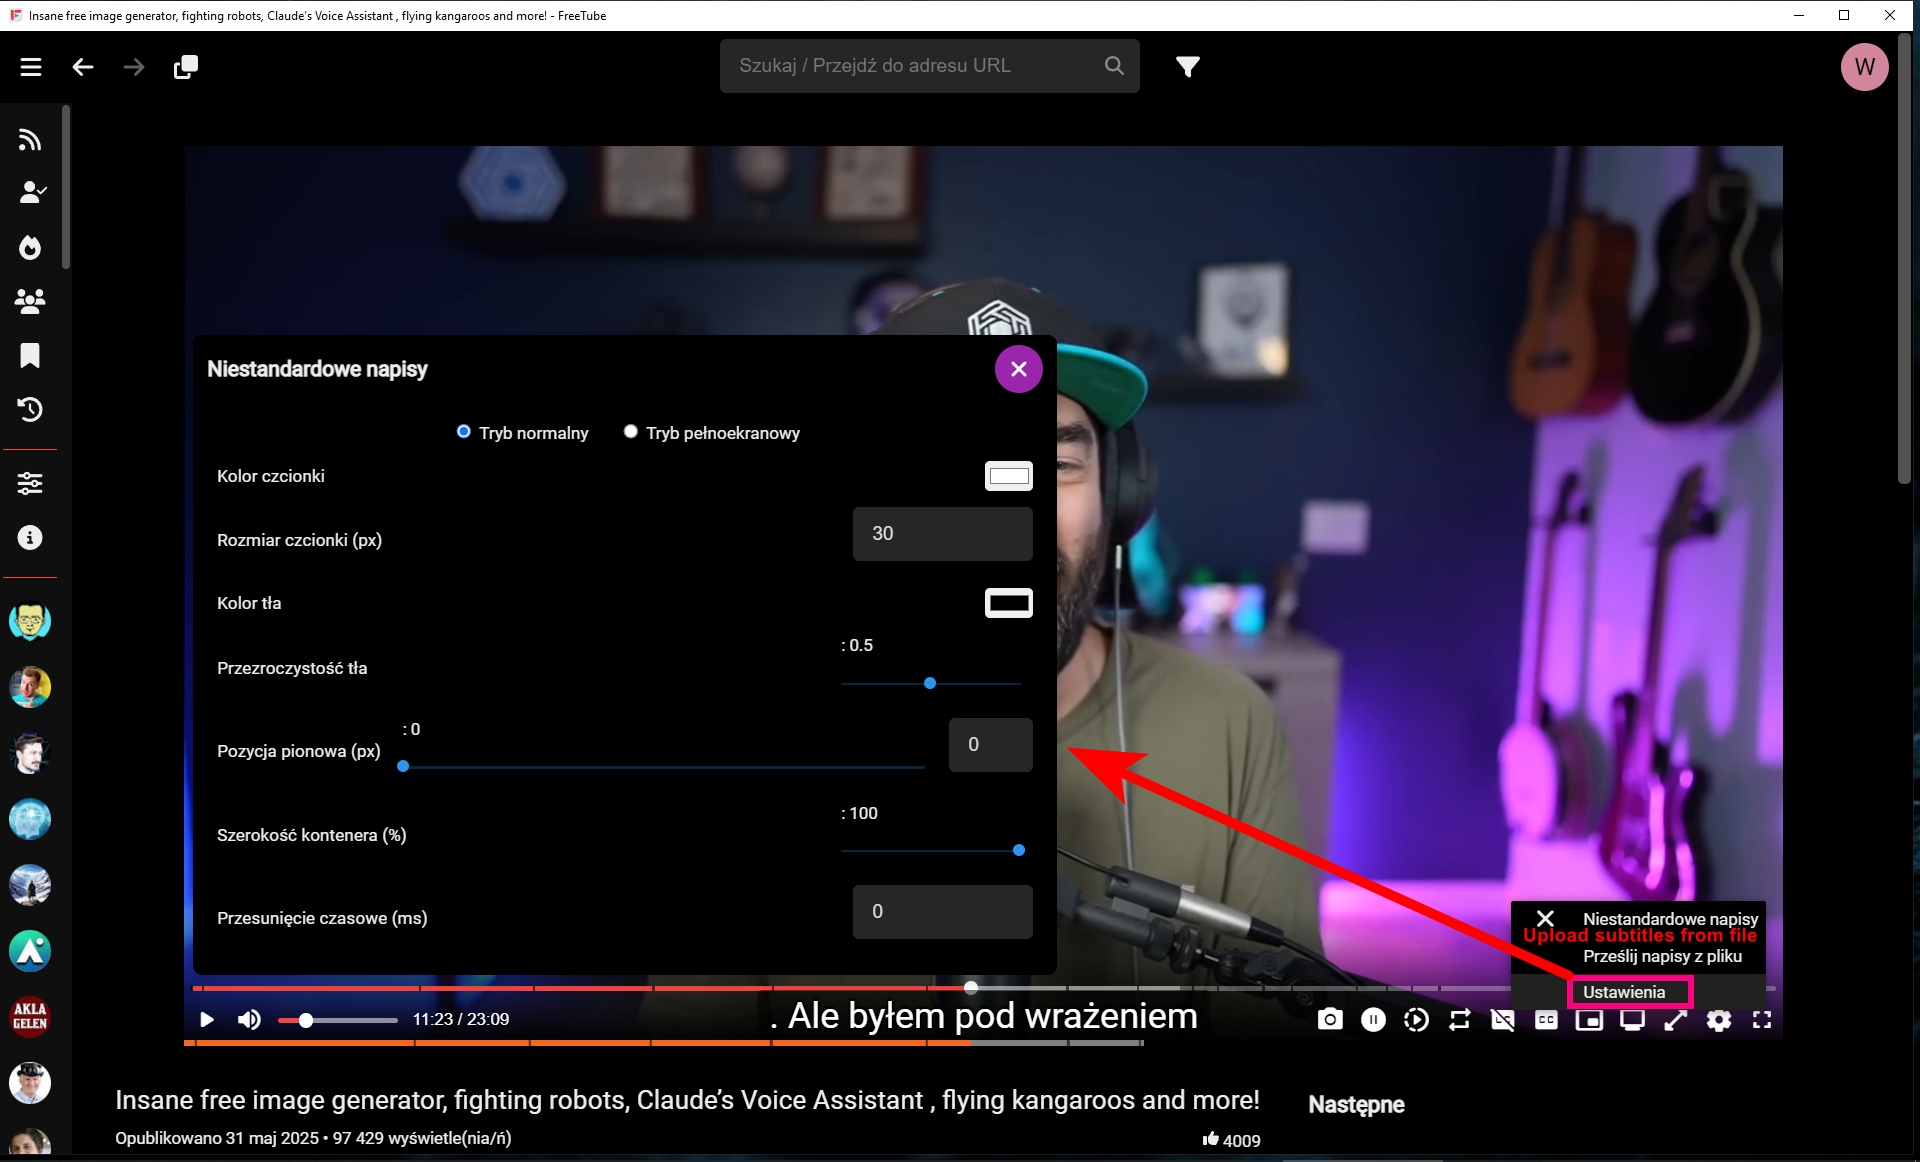 Insane free image generator, fighting robots, Claude's Voice Assistant , flying kangaroos and more! - FreeTube
Szukaj / Przejdź do adresu URL
W
Niestandardowe napisy
Tryb normalny
Tryb pełnoekranowy
Kolor czcionki
Rozmiar czcionki (px)
30
Kolor tła
: 0.5
Przezroczystość tła
: 0
Pozycja pionowa (px)
0
: 100
Szerokość kontenera (%)
Przesunięcie czasowe (ms)
0
Niestandardowe napisy
Upload subtitles from file
Prześlij napisy z pliku
Ustawienia
11:23 / 23:09
. Ale byłem pod wrażeniem
CC
CC
AKLA
GELEN
Insane free image generator, fighting robots, Claude's Voice Assistant , flying kangaroos and more!
Następne
Opublikowano 31 maj 2025 • 97 429 wyświetle(nia/ń)
4009